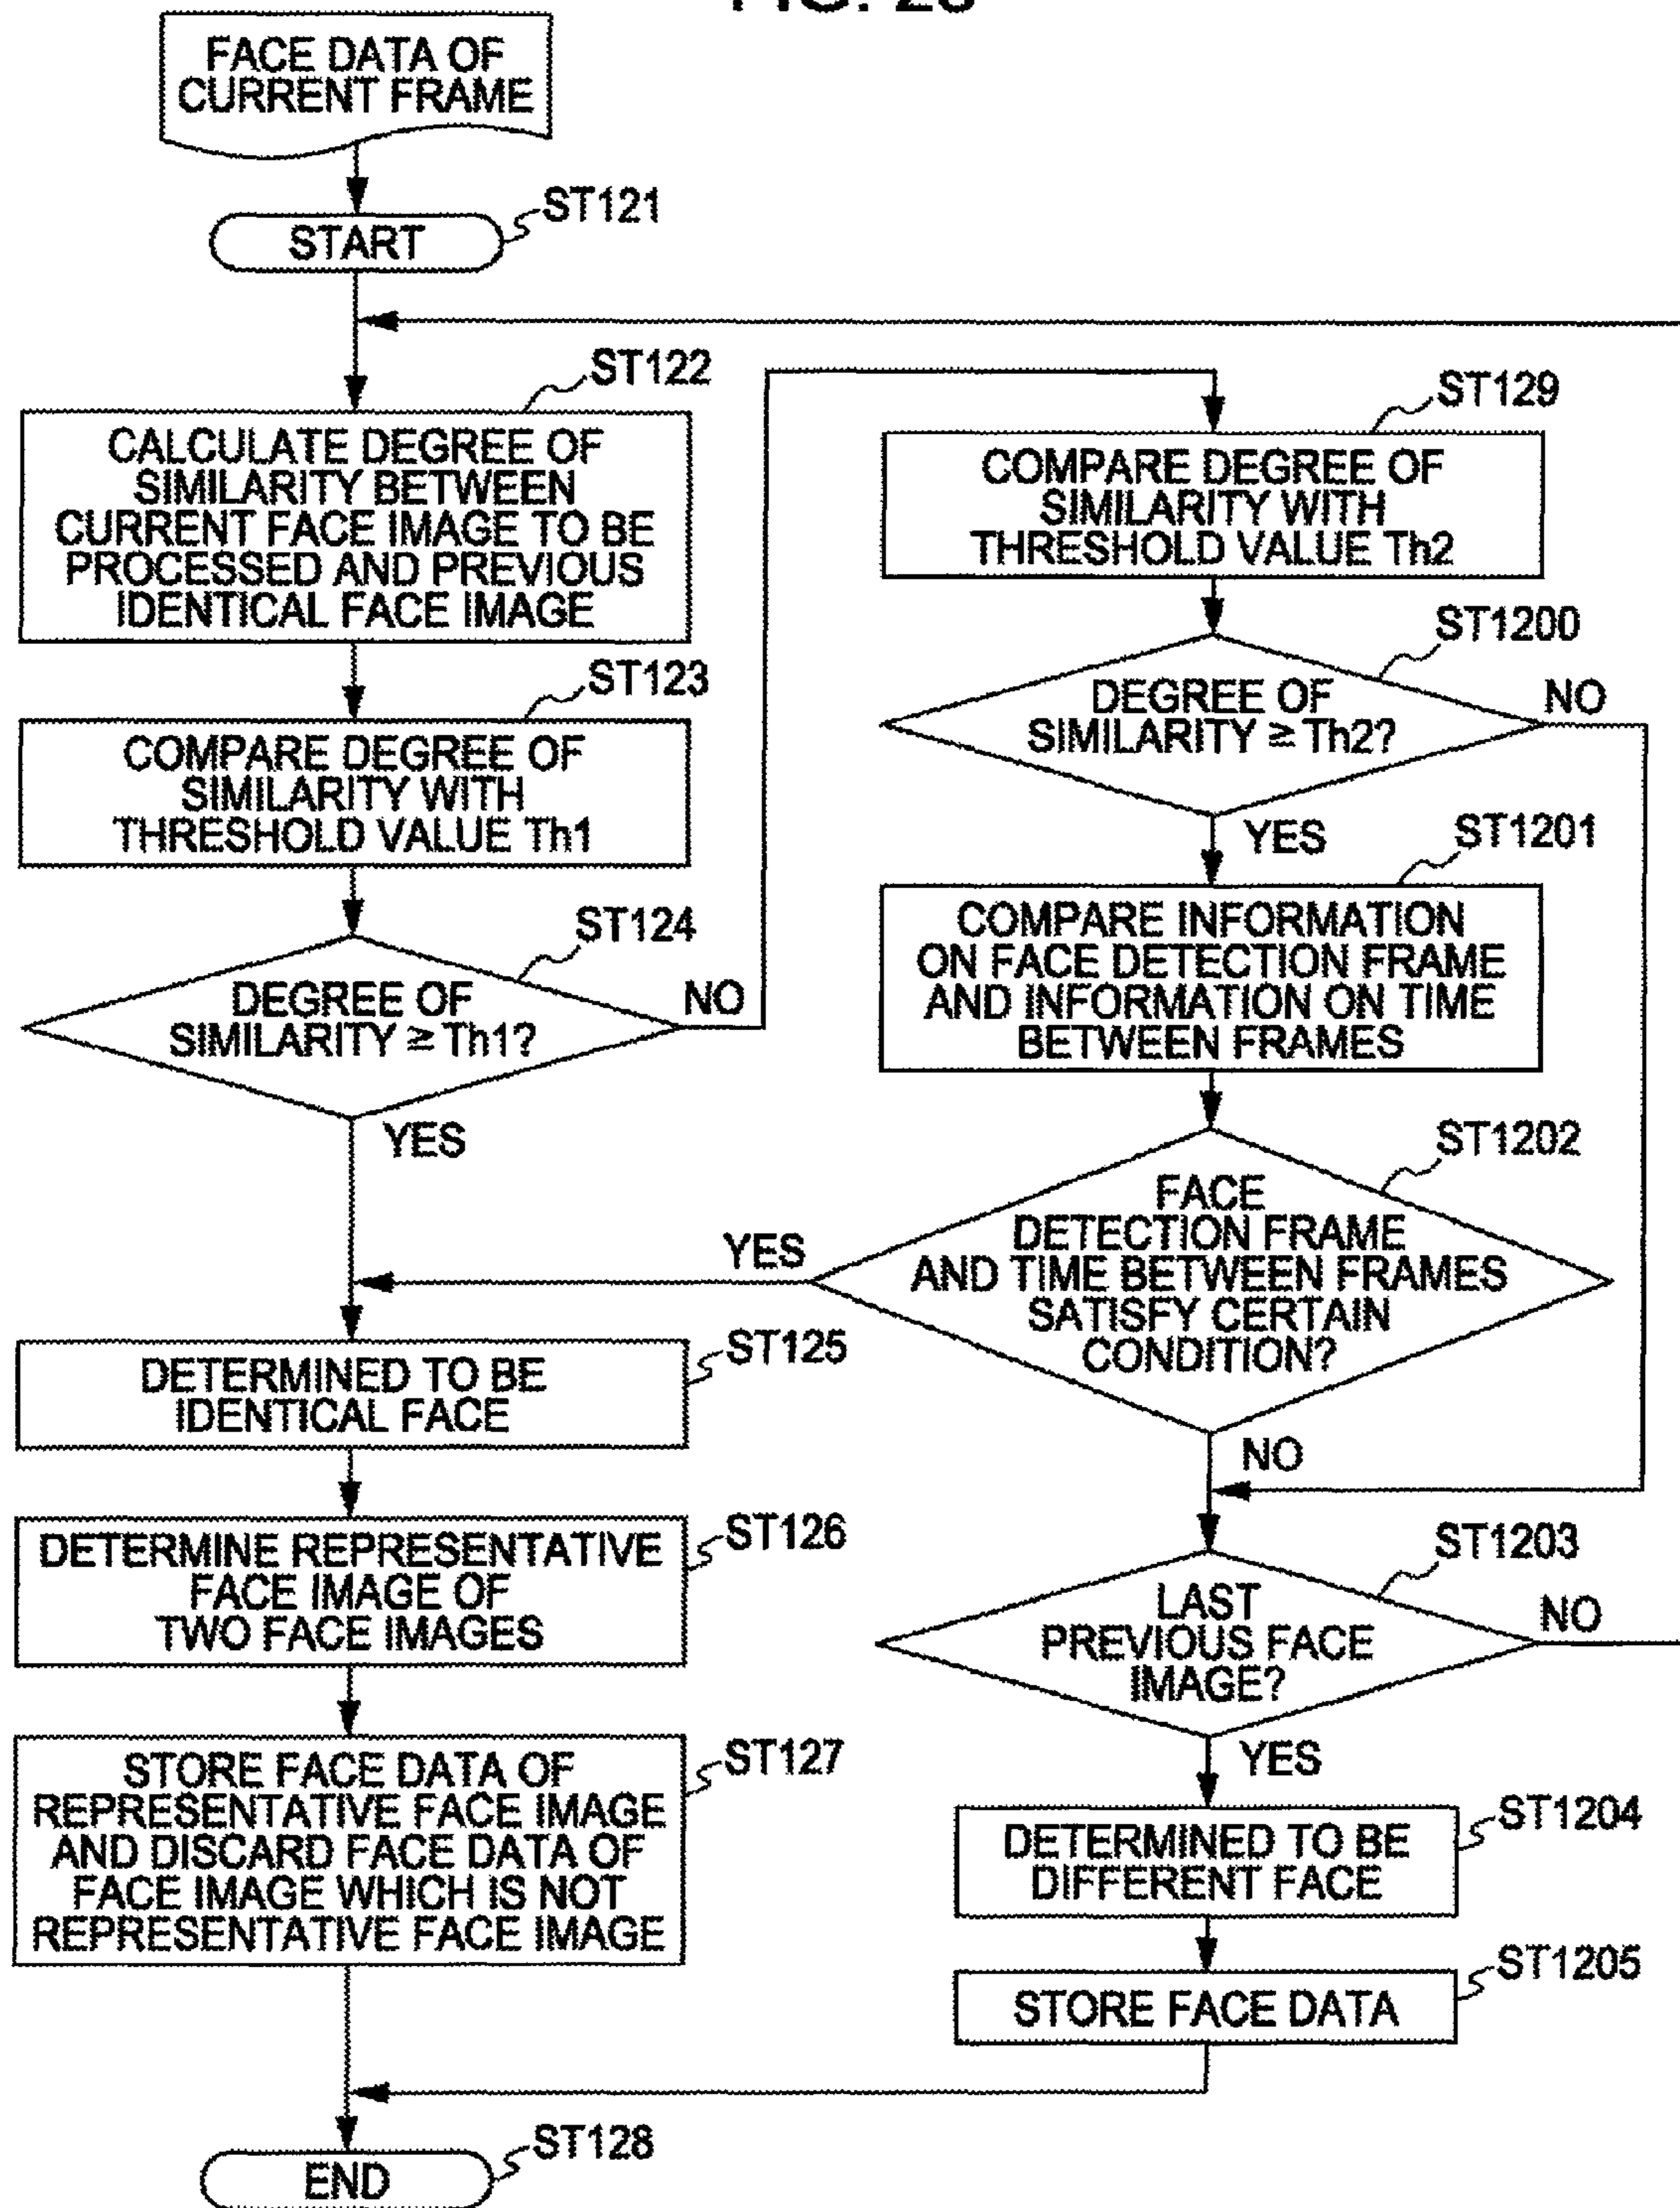 FIG.
FACE DATA OF
CURRENT FRAME
START
ST121
ST122
CALCULATE DEGREE OF
SIMILARITY BETWEEN
CURRENT FACE IMAGE TO BE
PROCESSED AND PREVIOUS
IDENTICAL FACE IMAGE
ST123
COMPARE DEGREE OF
SIMILARITY WITH
THRESHOLD VALUE Th1
ST124
DEGREE OF
SIMILARITY ≧ Th1?
NO
YES
ST125
DETERMINED TO BE
IDENTICAL FACE
ST126
DETERMINE REPRESENTATIVE
FACE IMAGE OF
TWO FACE IMAGES
ST127
STORE FACE DATA OF
REPRESENTATIVE FACE IMAGE
AND DISCARD FACE DATA OF
FACE IMAGE WHICH IS NOT
REPRESENTATIVE FACE IMAGE
ST128
END
ST129
COMPARE DEGREE OF
SIMILARITY WITH
THRESHOLD VALUE Th2
ST1200
DEGREE OF
SIMILARITY ≧ Th2?
NO
YES
ST1201
COMPARE INFORMATION
ON FACE DETECTION FRAME
AND INFORMATION ON TIME
BETWEEN FRAMES
ST1202
FACE
DETECTION FRAME
AND TIME BETWEEN FRAMES
SATISFY CERTAIN
CONDITION?
YES
NO
ST1203
LAST
PREVIOUS FACE
IMAGE?
NO
YES
ST1204
DETERMINED TO BE
DIFFERENT FACE
ST1205
STORE FACE DATA